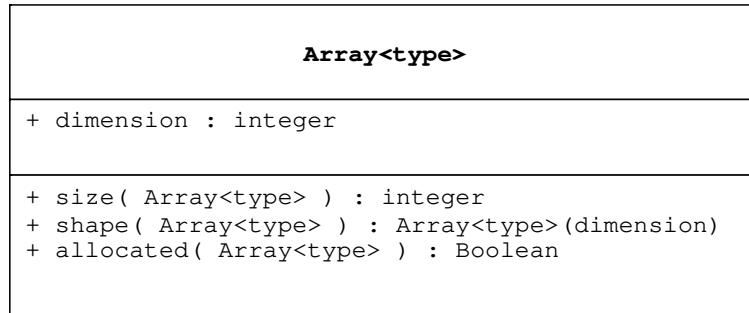 Array<type>
+ dimension : integer
+ size( Array<type> ) : integer
+ shape( Array<type> ) : Array<type>(dimension)
+ allocated( Array<type> ) : Boolean